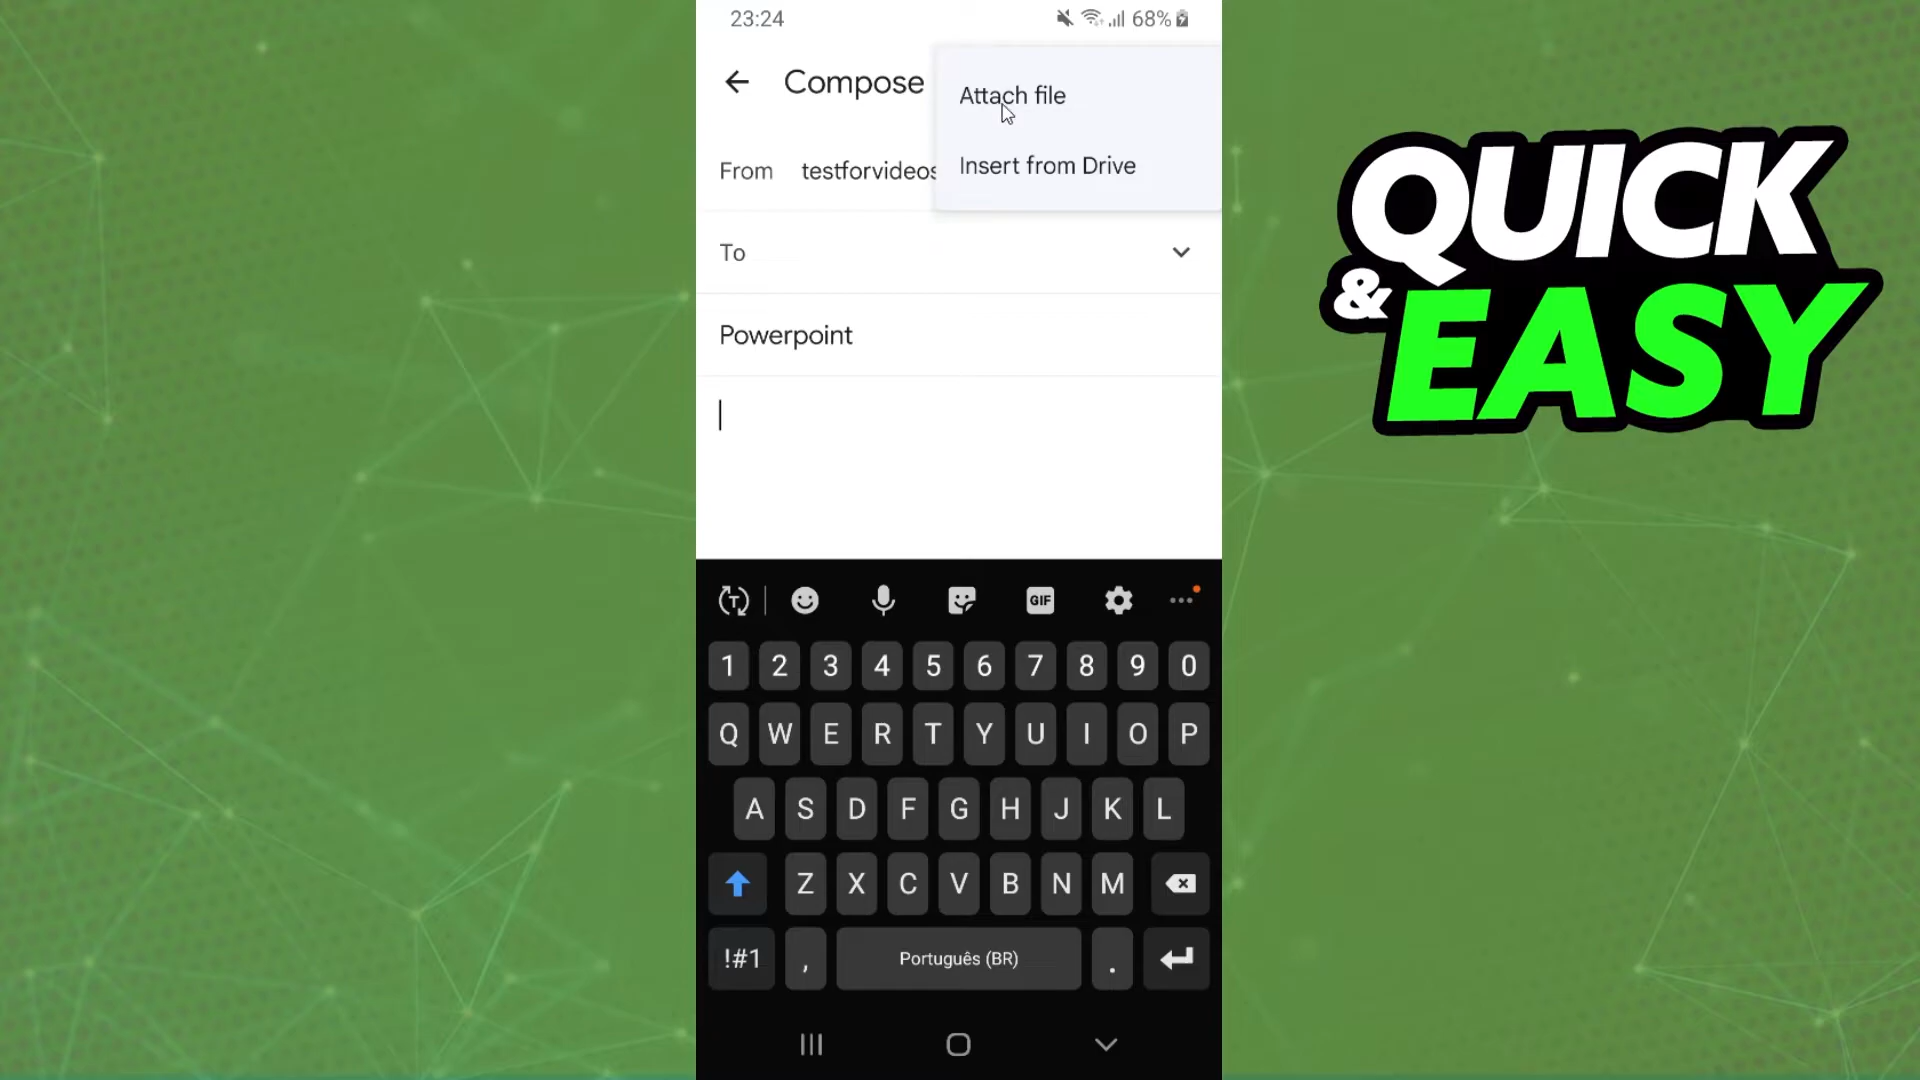 23:24 68%
Compose
Attach file
Insert from Drive
From testforvideos
To
Powerpoint
GIF
1 2 3 4 5 6 7 8 9 0
Q W E R T Y U I O P
A S D F G H J K L
Z X C V B N M
!#1 , Português (BR) .
QUICK
& EASY